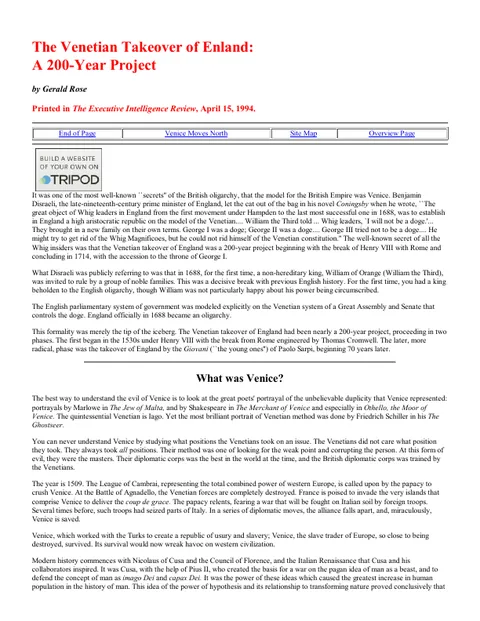 The Venetian Takeover of Enland:
A 200-Year Project
by Gerald Rose
Printed in The Executive Intelligence Review, April 15, 1994.
End of Page Venice Moves North Site Map Overview Page
BUILD A WEBSITE
OF YOUR OWN ON
TRIPOD
It was one of the most well-known ``secrets'' of the British oligarchy, that the model for the British Empire was Venice. Benjamin
Disraeli, the late-nineteenth-century prime minister of England, let the cat out of the bag in his novel Coningsby when he wrote, ``The
great object of Whig leaders in England from the first movement under Hampden to the last most successful one in 1688, was to establish
in England a high aristocratic republic on the model of the Venetian.... William the Third told ... Whig leaders, `I will not be a doge.'...
They brought in a new family on their own terms. George I was a doge; George II was a doge.... George III tried not to be a doge.... He
might try to get rid of the Whig Magnificoes, but he could not rid himself of the Venetian constitution.'' The well-known secret of all the
Whig insiders was that the Venetian takeover of England was a 200-year project beginning with the break of Henry VIII with Rome and
concluding in 1714, with the accession to the throne of George I.
What Disraeli was publicly referring to was that in 1688, for the first time, a non-hereditary king, William of Orange (William the Third),
was invited to rule by a group of noble families. This was a decisive break with previous English history. For the first time, you had a king
beholden to the English oligarchy, though William was not particularly happy about his power being circumscribed.
The English parliamentary system of government was modeled explicitly on the Venetian system of a Great Assembly and Senate that
controls the doge. England officially in 1688 became an oligarchy.
This formality was merely the tip of the iceberg. The Venetian takeover of England had been nearly a 200-year project, proceeding in two
phases. The first began in the 1530s under Henry VIII with the break from Rome engineered by Thomas Cromwell. The later, more
radical, phase was the takeover of England by the Giovani (``the young ones'') of Paolo Sarpi, beginning 70 years later.
What was Venice?
The best way to understand the evil of Venice is to look at the great poets' portrayal of the unbelievable duplicity that Venice represented:
portrayals by Marlowe in The Jew of Malta, and by Shakespeare in The Merchant of Venice and especially in Othello, the Moor of
Venice. The quintessential Venetian is Iago. Yet the most brilliant portrait of Venetian method was done by Friedrich Schiller in his The
Ghostseer.
You can never understand Venice by studying what positions the Venetians took on an issue. The Venetians did not care what position
they took. They always took all positions. Their method was one of looking for the weak point and corrupting the person. At this form of
evil, they were the masters. Their diplomatic corps was the best in the world at the time, and the British diplomatic corps was trained by
the Venetians.
The year is 1509. The League of Cambrai, representing the total combined power of western Europe, is called upon by the papacy to
crush Venice. At the Battle of Agnadello, the Venetian forces are completely destroyed. France is poised to invade the very islands that
comprise Venice to deliver the coup de grace. The papacy relents, fearing a war that will be fought on Italian soil by foreign troops.
Several times before, such troops had seized parts of Italy. In a series of diplomatic moves, the alliance falls apart, and, miraculously,
Venice is saved.
Venice, which worked with the Turks to create a republic of usury and slavery; Venice, the slave trader of Europe, so close to being
destroyed, survived. Its survival would now wreak havoc on western civilization.
Modern history commences with Nicolaus of Cusa and the Council of Florence, and the Italian Renaissance that Cusa and his
collaborators inspired. It was Cusa, with the help of Pius II, who created the basis for a war on the pagan idea of man as a beast, and to
defend the concept of man as imago Dei and capax Dei. It was the power of these ideas which caused the greatest increase in human
population in the history of man. This idea of the power of hypothesis and its relationship to transforming nature proved conclusively that